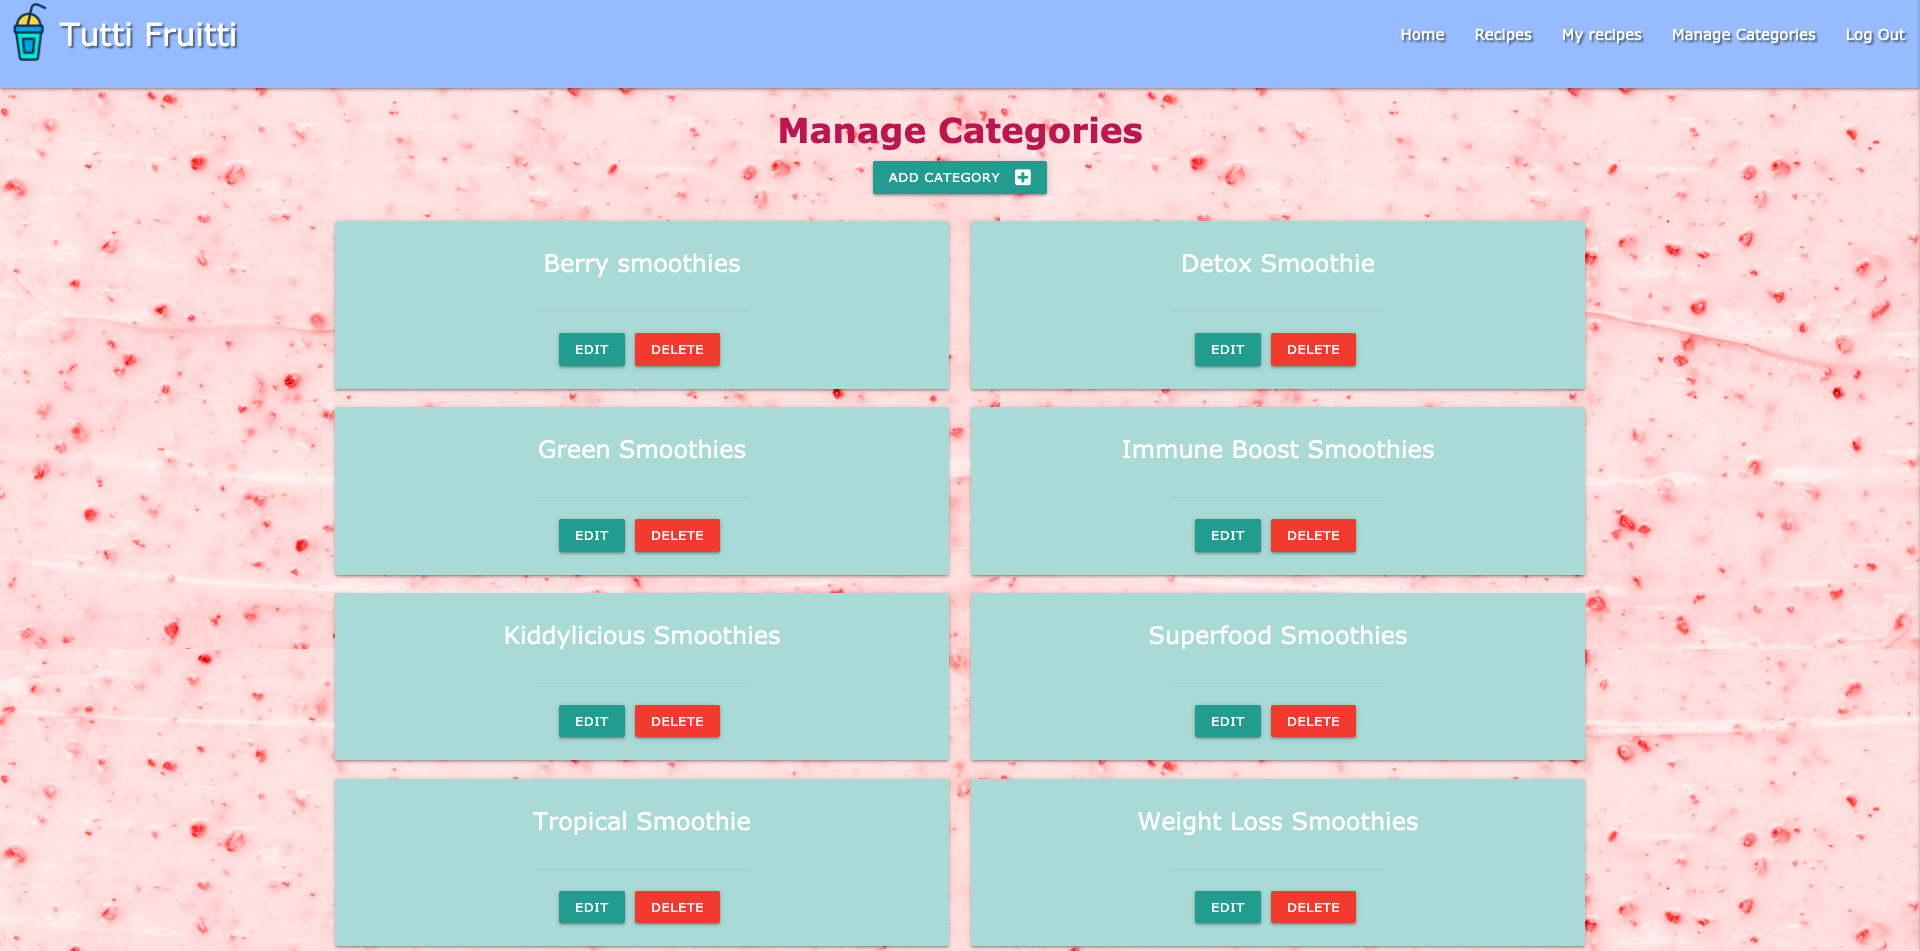 Tutti Fruitti
Home Recipes My recipes Manage Categories Log Out
Manage Categories
ADD CATEGORY
Berry smoothies
EDIT DELETE
Detox Smoothie
EDIT DELETE
Green Smoothies
EDIT DELETE
Immune Boost Smoothies
EDIT DELETE
Kiddylicious Smoothies
EDIT DELETE
Superfood Smoothies
EDIT DELETE
Tropical Smoothie
EDIT DELETE
Weight Loss Smoothies
EDIT DELETE